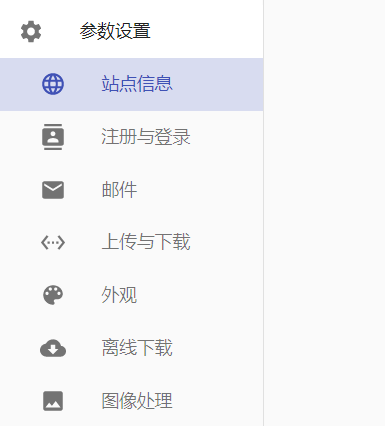 参数设置
站点信息
注册与登录
邮件
上传与下载
外观
离线下载
图像处理